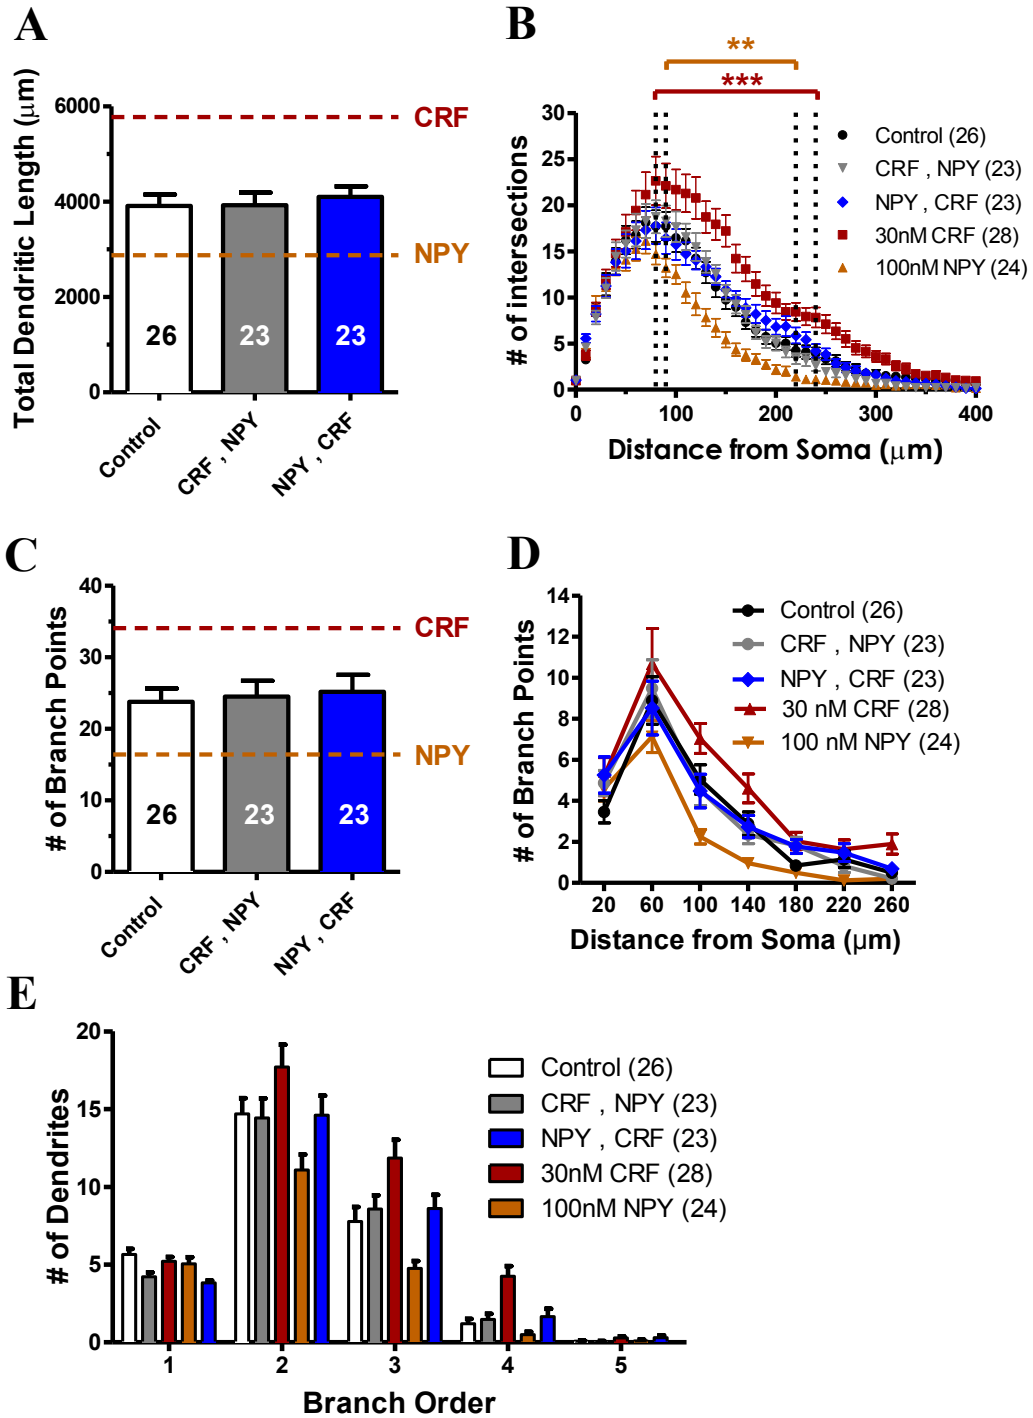 A
Total Dendritic Length (μm)
6000
4000
2000
0
CRF
NPY
26
23
23
Control
CRF , NPY
NPY , CRF
B
**
***
# of Intersections
30
25
20
15
10
5
0
0
100
200
300
400
Distance from Soma (μm)
Control (26)
CRF , NPY (23)
NPY , CRF (23)
30nM CRF (28)
100nM NPY (24)
C
# of Branch Points
40
30
20
10
0
CRF
NPY
26
23
23
Control
CRF , NPY
NPY , CRF
D
# of Branch Points
14
12
10
8
6
4
2
0
20
60
100
140
180
220
260
Distance from Soma (μm)
Control (26)
CRF , NPY (23)
NPY , CRF (23)
30 nM CRF (28)
100 nM NPY (24)
E
# of Dendrites
20
15
10
5
0
1
2
3
4
5
Branch Order
Control (26)
CRF , NPY (23)
NPY , CRF (23)
30nM CRF (28)
100nM NPY (24)